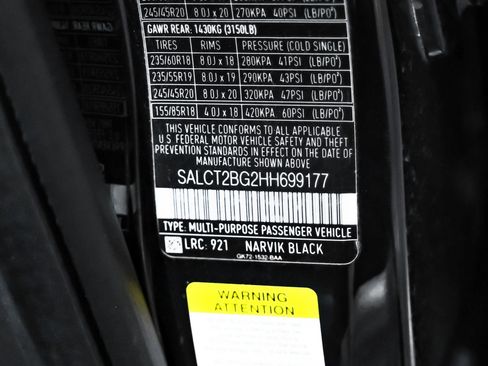 245/45R20 8.0J x 20 270KPA 40PSI (LB/PO²)
GAWR REAR: 1430KG (3150LB)
TIRES RIMS PRESSURE (COLD SINGLE)
235/60R18 8.0J x 18 280KPA 41PSI (LB/PO²)
235/55R19 8.0J x 19 290KPA 43PSI (LB/PO²)
245/45R20 8.0J x 20 320KPA 47PSI (LB/PO²)
155/85R18 4.0J x 18 420KPA 60PSI (LB/PO²)
THIS VEHICLE CONFORMS TO ALL APPLICABLE
U.S. FEDERAL MOTOR VEHICLE SAFETY AND THEFT
PREVENTION STANDARDS IN EFFECT ON THE DATE OF
MANUFACTURE SHOWN ABOVE
SALCT2BG2HH699177
TYPE: MULTI-PURPOSE PASSENGER VEHICLE
LRC: 921 NARVIK BLACK
GK72-1532-BAA
WARNING
ATTENTION